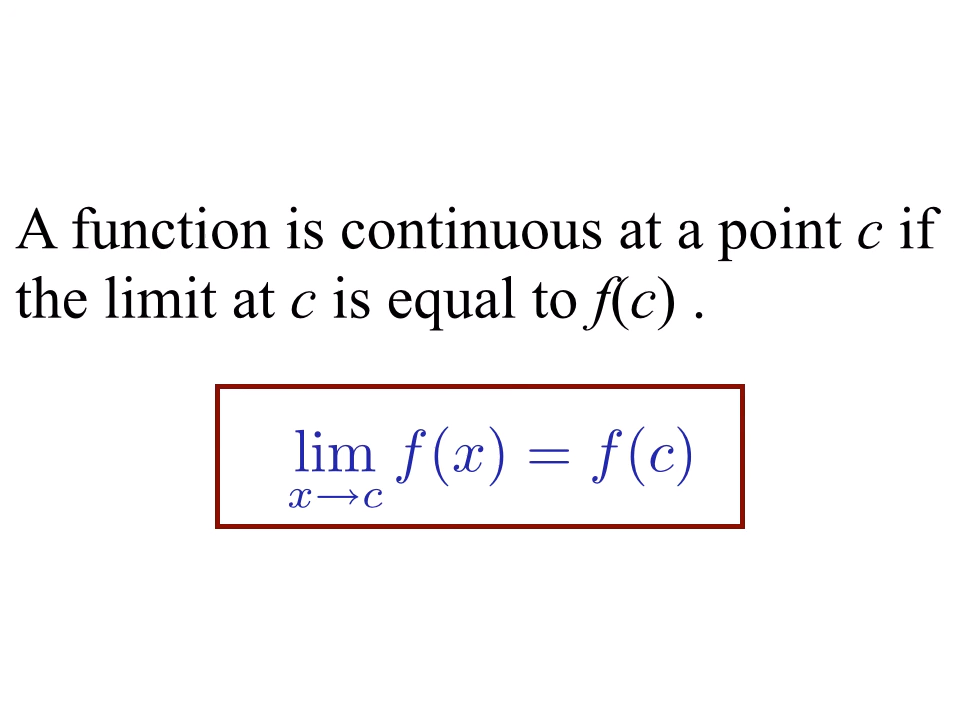 A function is continuous at a point c if
the limit at c is equal to f(c) .
lim f(x) = f(c)
x→c